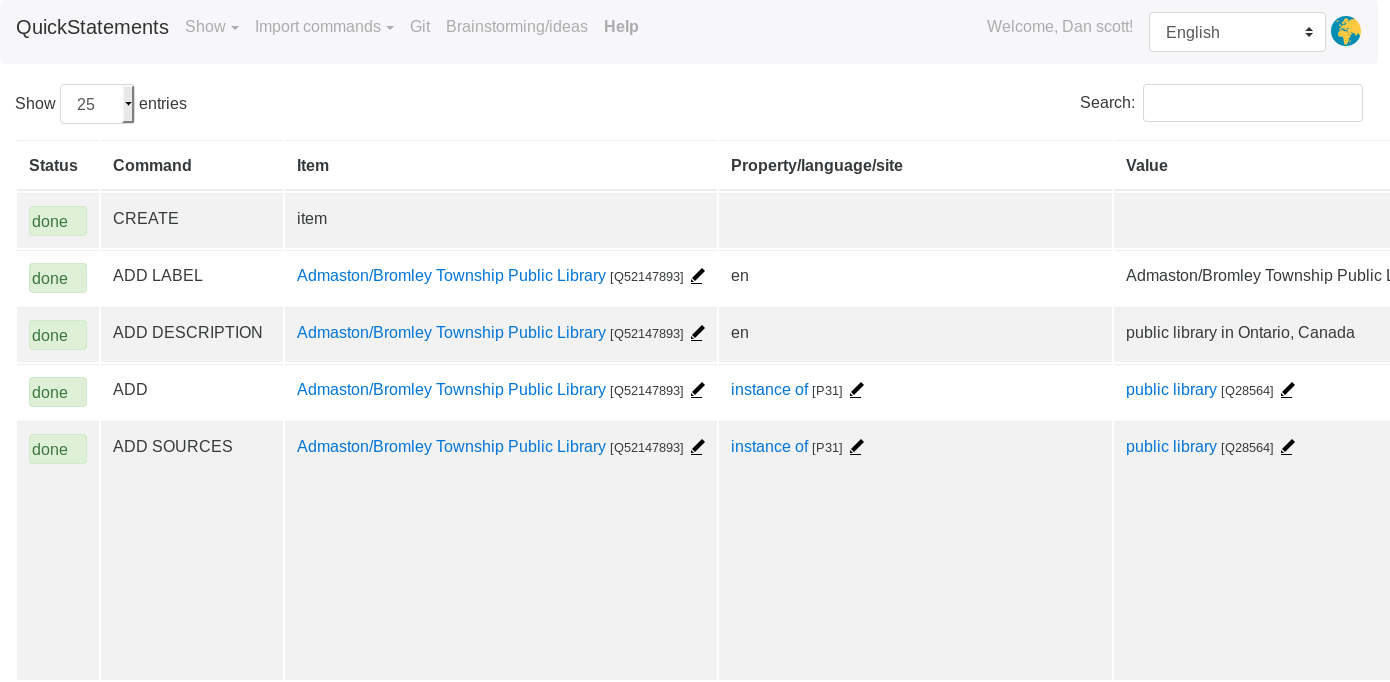 QuickStatements Show Import commands Git Brainstorming/ideas Help Welcome, Dan scott! English
Show 25 entries Search:
Status Command Item Property/language/site Value
done CREATE item
done ADD LABEL Admaston/Bromley Township Public Library [Q52147893] en Admaston/Bromley Township Public
done ADD DESCRIPTION Admaston/Bromley Township Public Library [Q52147893] en public library in Ontario, Canada
done ADD Admaston/Bromley Township Public Library [Q52147893] instance of [P31] public library [Q28564]
done ADD SOURCES Admaston/Bromley Township Public Library [Q52147893] instance of [P31] public library [Q28564]